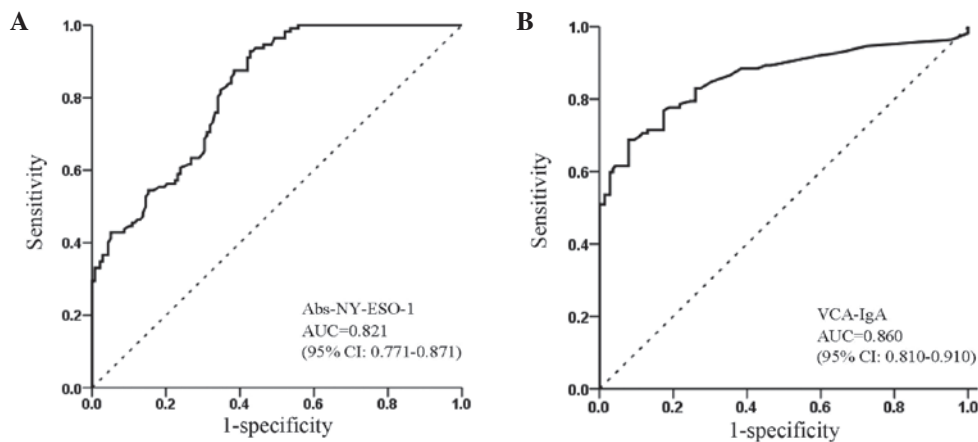 A
Sensitivity
1.0
0.8
0.6
0.4
0.2
0.0
Abs-NY-ESO-1
AUC=0.821
(95% CI: 0.771-0.871)
0.0 0.2 0.4 0.6 0.8 1.0
1-specificity
B
Sensitivity
1.0
0.8
0.6
0.4
0.2
0.0
VCA-IgA
AUC=0.860
(95% CI: 0.810-0.910)
0.0 0.2 0.4 0.6 0.8 1.0
1-specificity